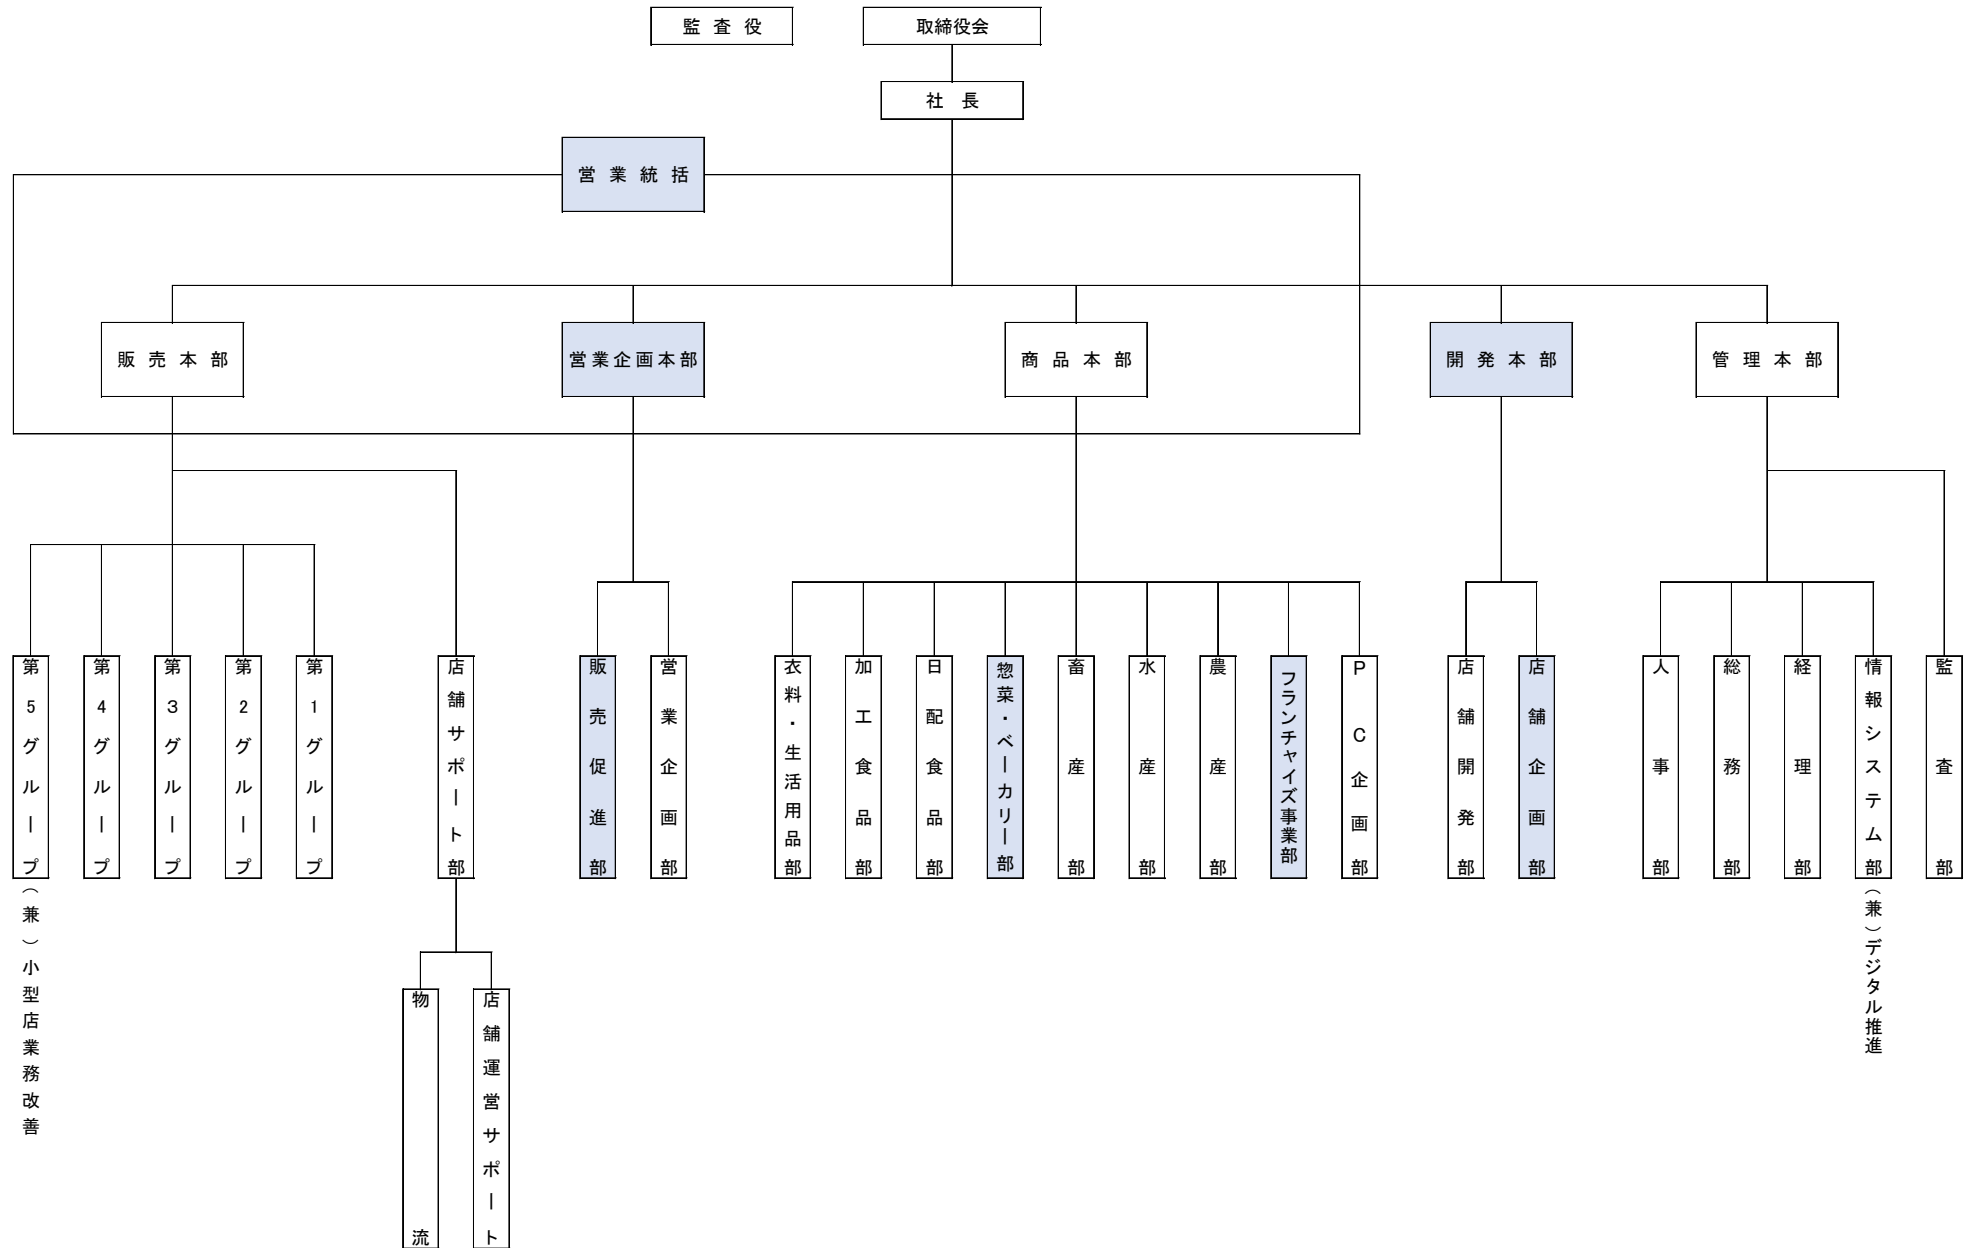 監査役
取締役会
社長
営業統括
販売本部
営業企画本部
商品本部
開発本部
管理本部
第5グループ
(兼)小型店業務改善
第4グループ
第3グループ
第2グループ
第1グループ
店舗サポート部
販売促進部
営業企画部
衣料・生活用品部
加工食品部
日配食品部
惣菜・ベーカリー部
畜産部
水産部
農産部
フランチャイズ事業部
PC企画部
店舗開発部
店舗企画部
人事部
総務部
経理部
情報システム部
(兼)デジタル推進
監査部
物流
店舗運営サポート